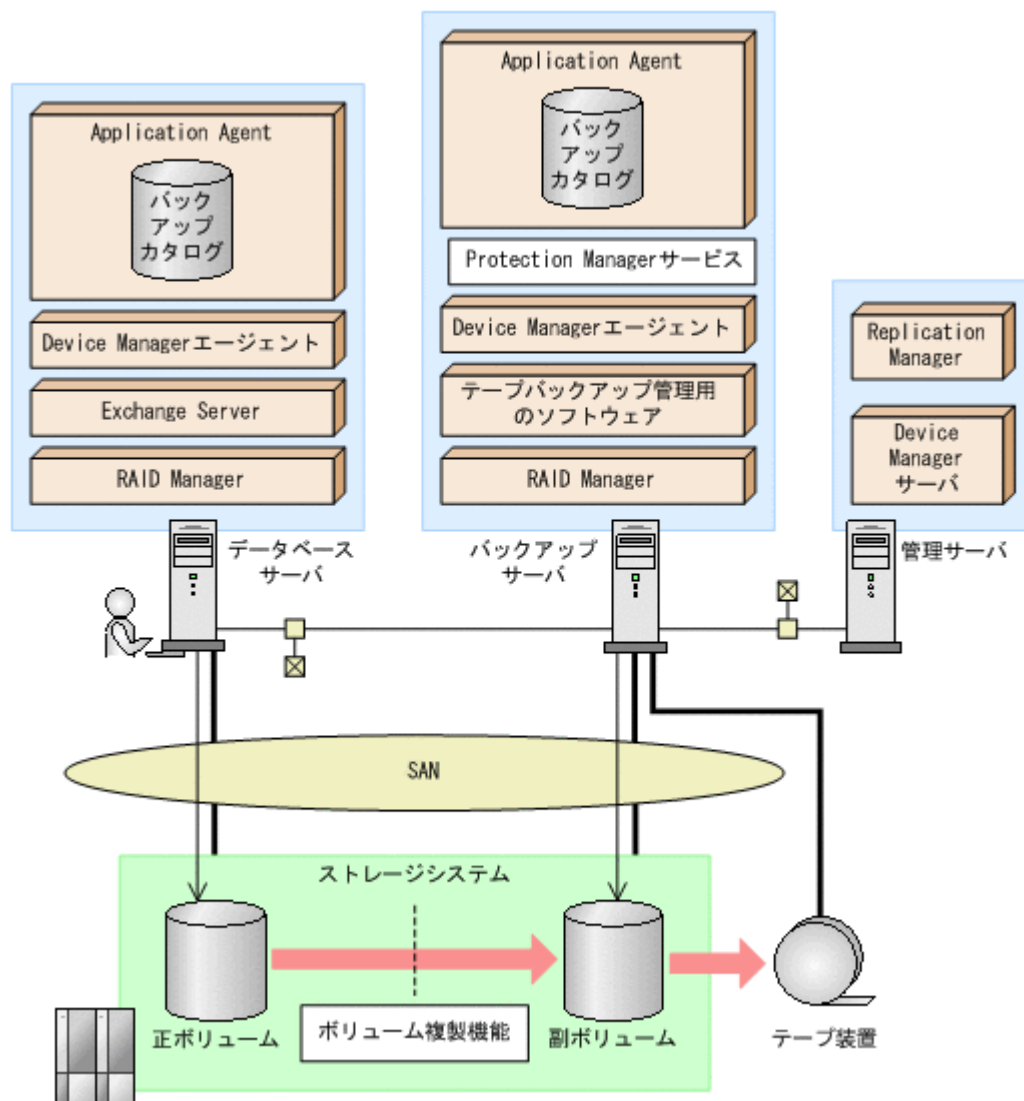 Application Agent
バック
アップ
カタログ
Device Managerエージェント
Exchange Server
RAID Manager
データベース
サーバ
Application Agent
バック
アップ
カタログ
Protection Managerサービス
Device Managerエージェント
テープバックアップ管理用
のソフトウェア
RAID Manager
バックアップ
サーバ
Replication
Manager
Device
Manager
サーバ
管理サーバ
SAN
ストレージシステム
正ボリューム
ボリューム複製機能
副ボリューム
テープ装置